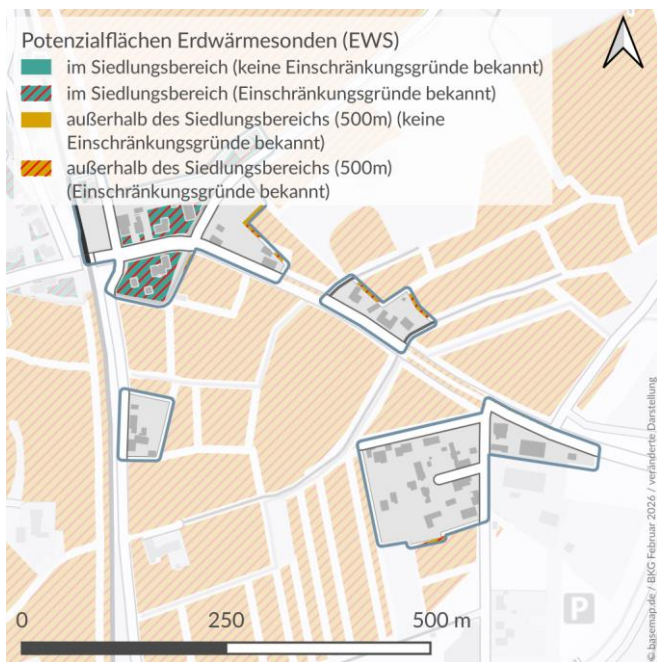 Potenzialflächen Erdwärmesonden (EWS)
im Siedlungsbereich (keine Einschränkungsgründe bekannt)
im Siedlungsbereich (Einschränkungsgründe bekannt)
außerhalb des Siedlungsbereichs (500m) (keine
Einschränkungsgründe bekannt)
außerhalb des Siedlungsbereichs (500m)
(Einschränkungsgründe bekannt)
P
0
250
500 m
© basemap.de / BKG Februar 2026 / veränderte Darstellung